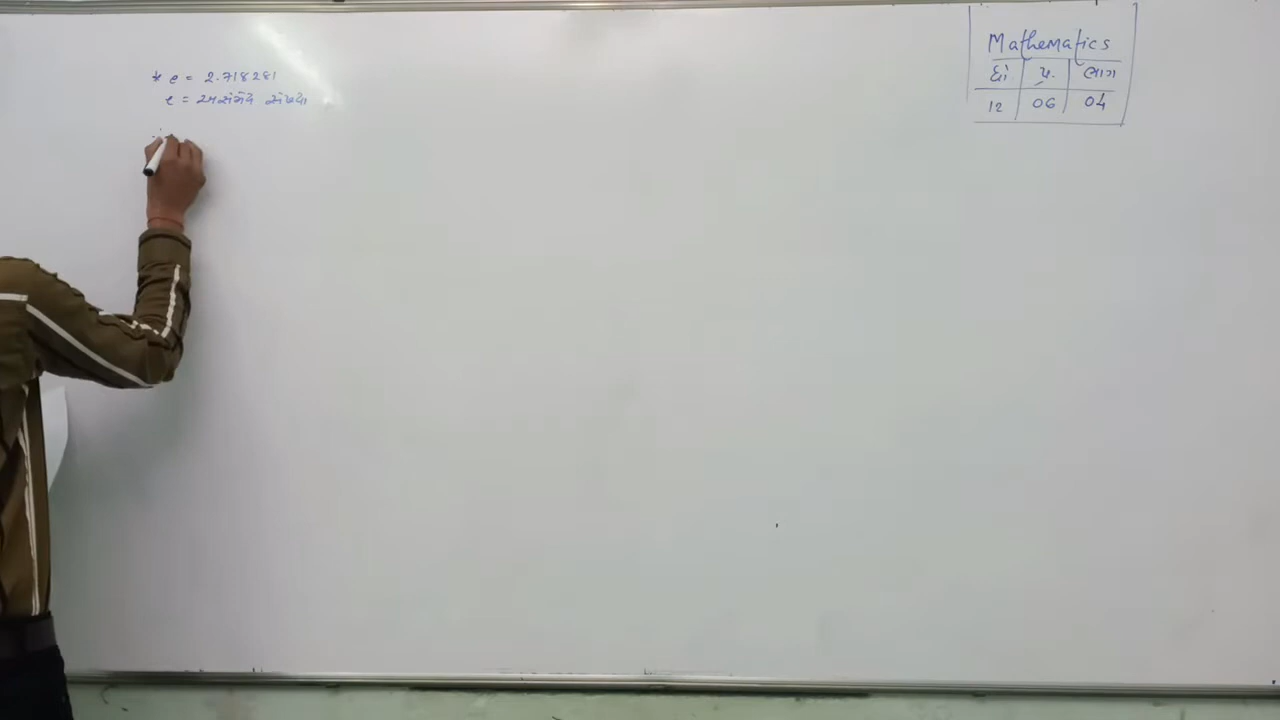 * e = 2.718281
e = અસંમેય સંખ્યા
Mathematics
ધો પ્ર. ભાગ
12 06 04